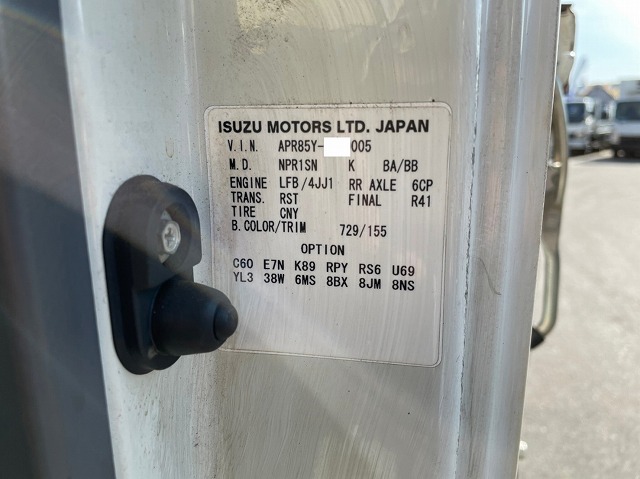 ISUZU MOTORS LTD. JAPAN
V.I.N. APR85Y- 005
M.D. NPR1SN K BA/BB
ENGINE LFB/4JJ1 RR AXLE 6CP
TRANS. RST FINAL R41
TIRE CNY
B.COLOR/TRIM 729/155
OPTION
C60 E7N K89 RPY RS6 U69
YL3 38W 6MS 8BX 8JM 8NS